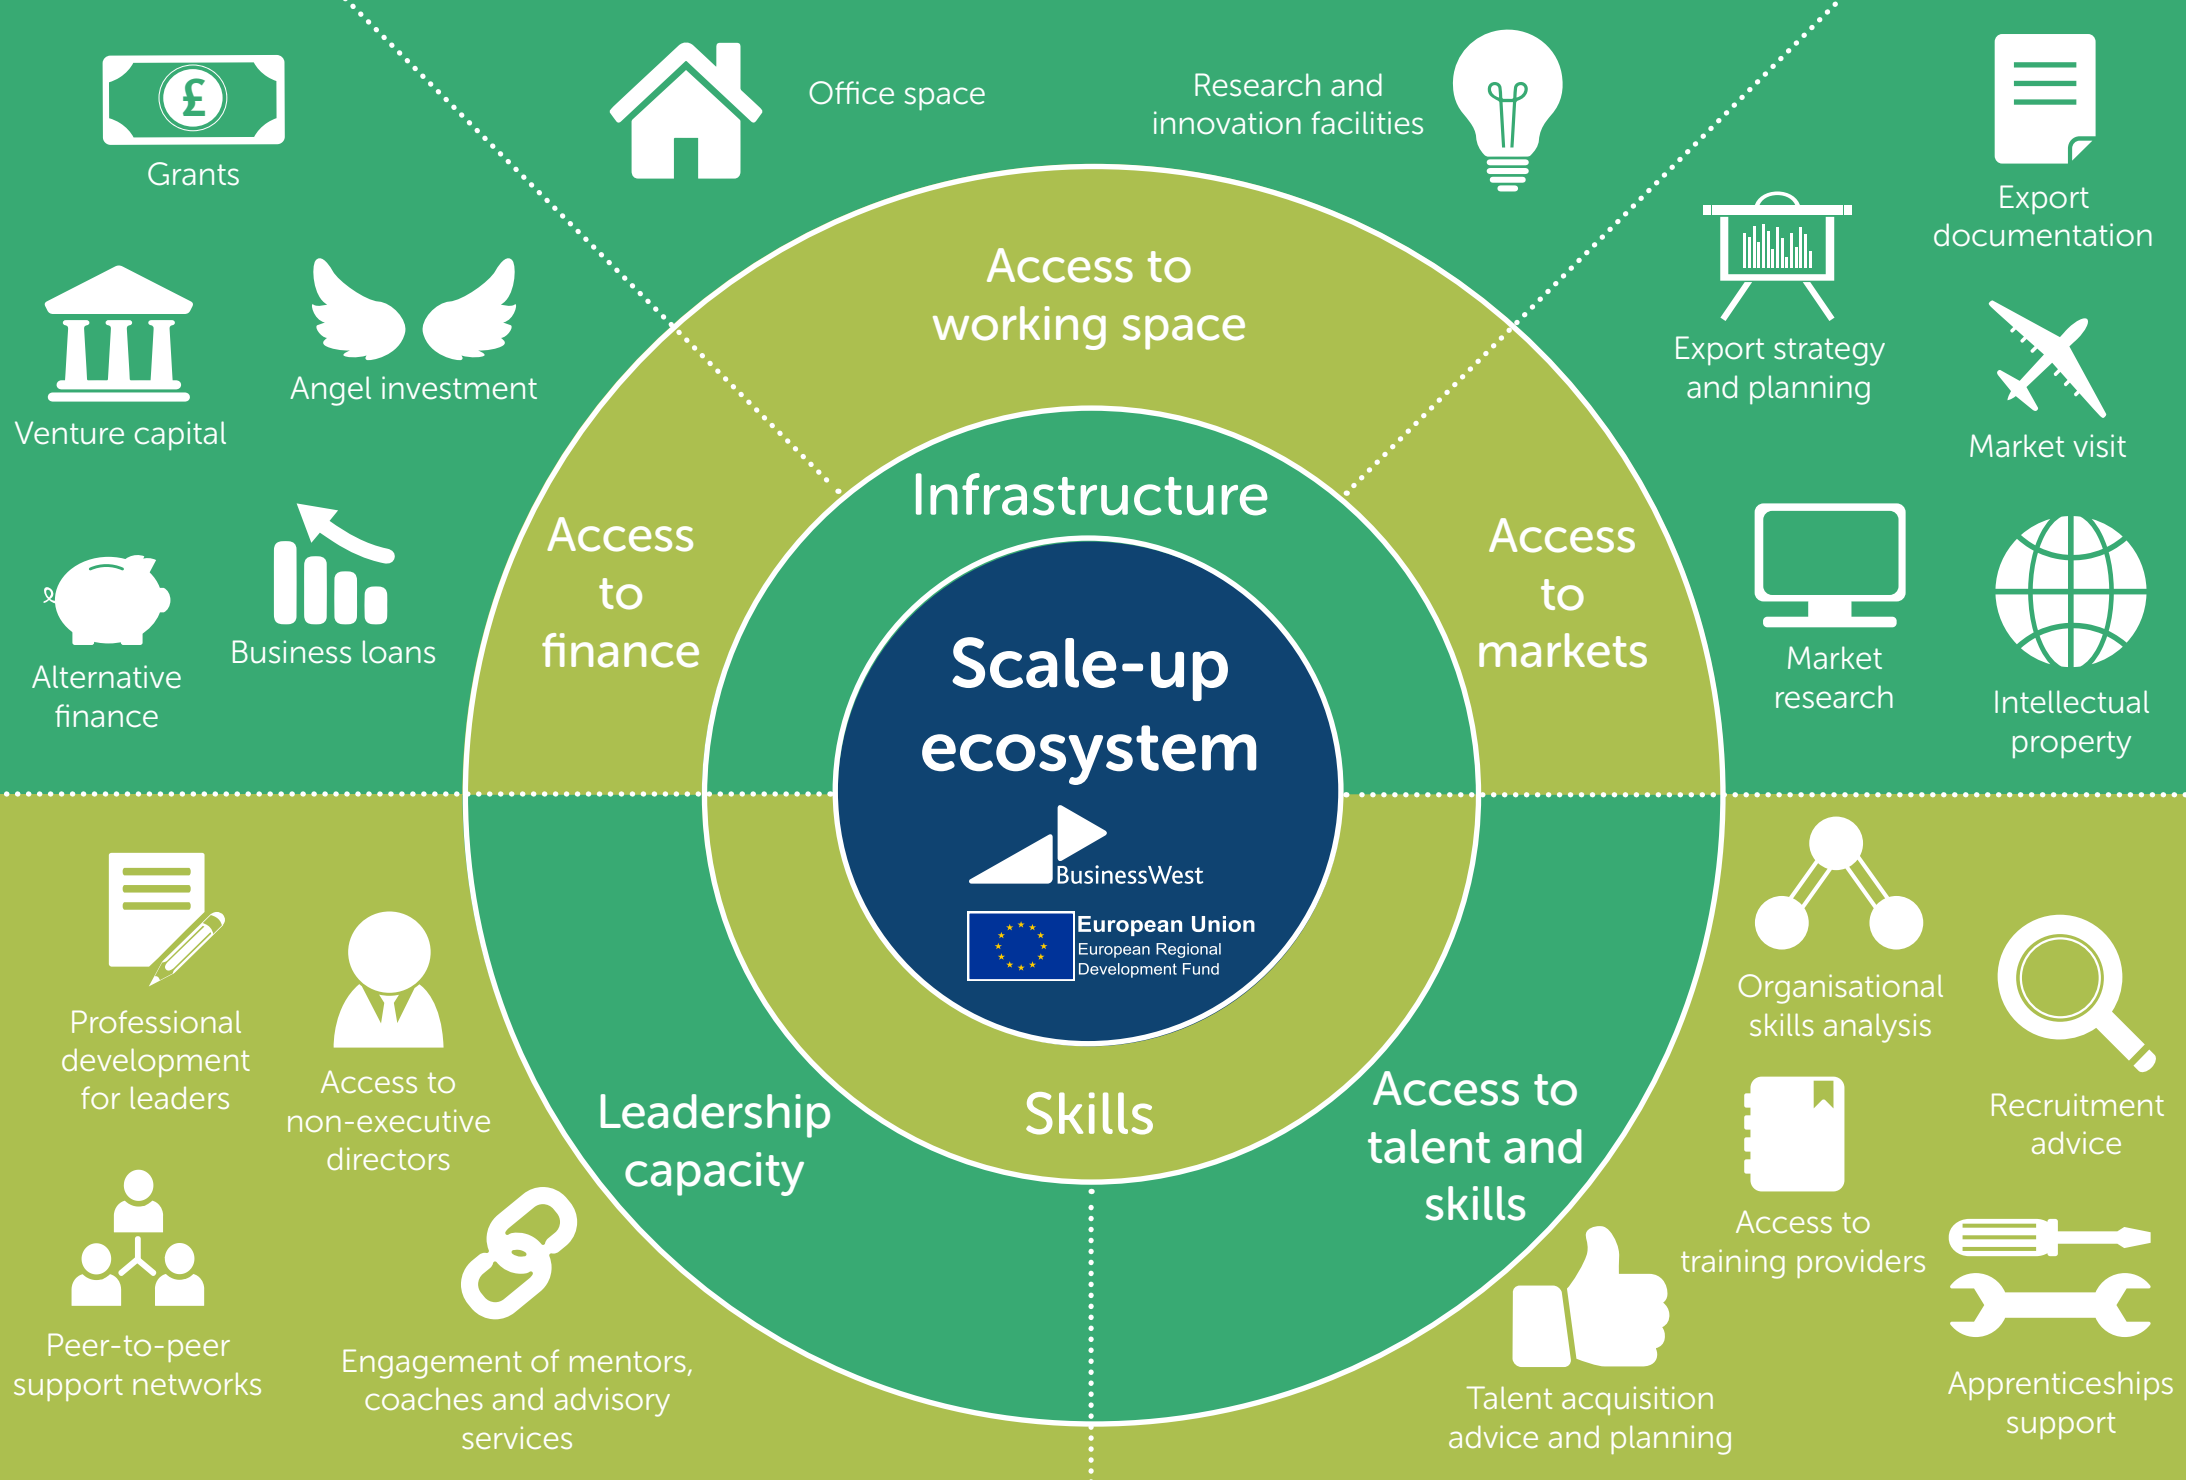 £
Grants
Venture capital
Angel investment
Alternative
finance
Business loans
Office space
Research and
innovation facilities
Export
documentation
Export strategy
and planning
Market visit
Market
research
Intellectual
property
Access to
working space
Access
to
finance
Access
to
markets
Infrastructure
Scale-up
ecosystem
BusinessWest
European Union
European Regional
Development Fund
Skills
Leadership
capacity
Access to
talent and
skills
Professional
development
for leaders
Access to
non-executive
directors
Peer-to-peer
support networks
Engagement of mentors,
coaches and advisory
services
Organisational
skills analysis
Recruitment
advice
Access to
training providers
Talent acquisition
advice and planning
Apprenticeships
support